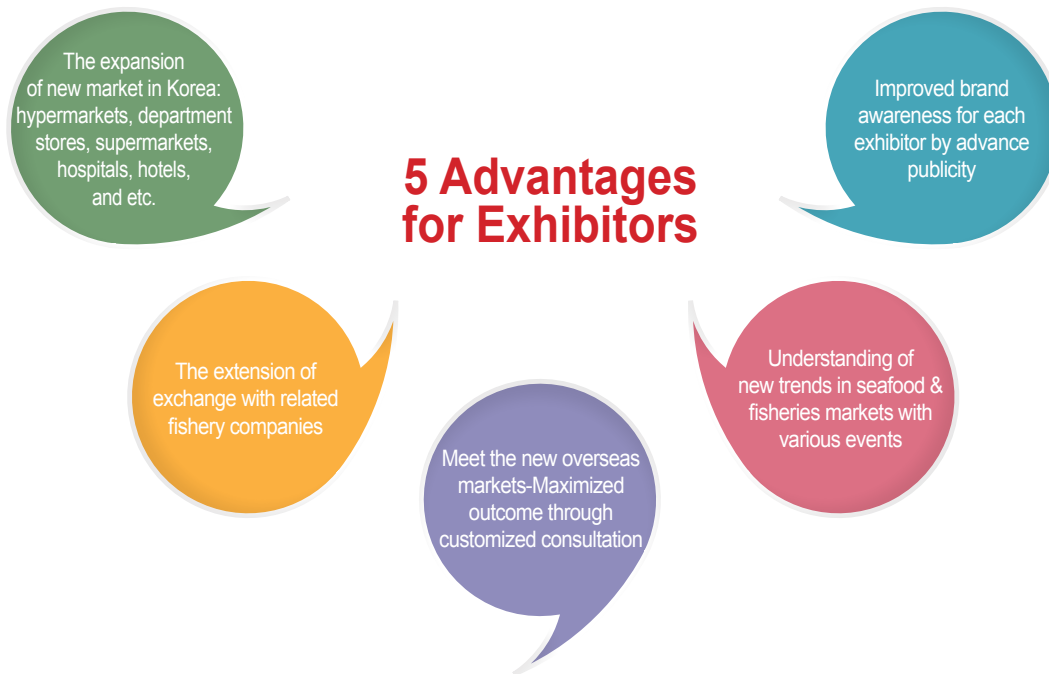 5 Advantages
for Exhibitors
The expansion
of new market in Korea:
hypermarkets, department
stores, supermarkets,
hospitals, hotels,
and etc.
The extension of
exchange with related
fishery companies
Meet the new overseas
markets-Maximized
outcome through
customized consultation
Understanding of
new trends in seafood &
fisheries markets with
various events
Improved brand
awareness for each
exhibitor by advance
publicity